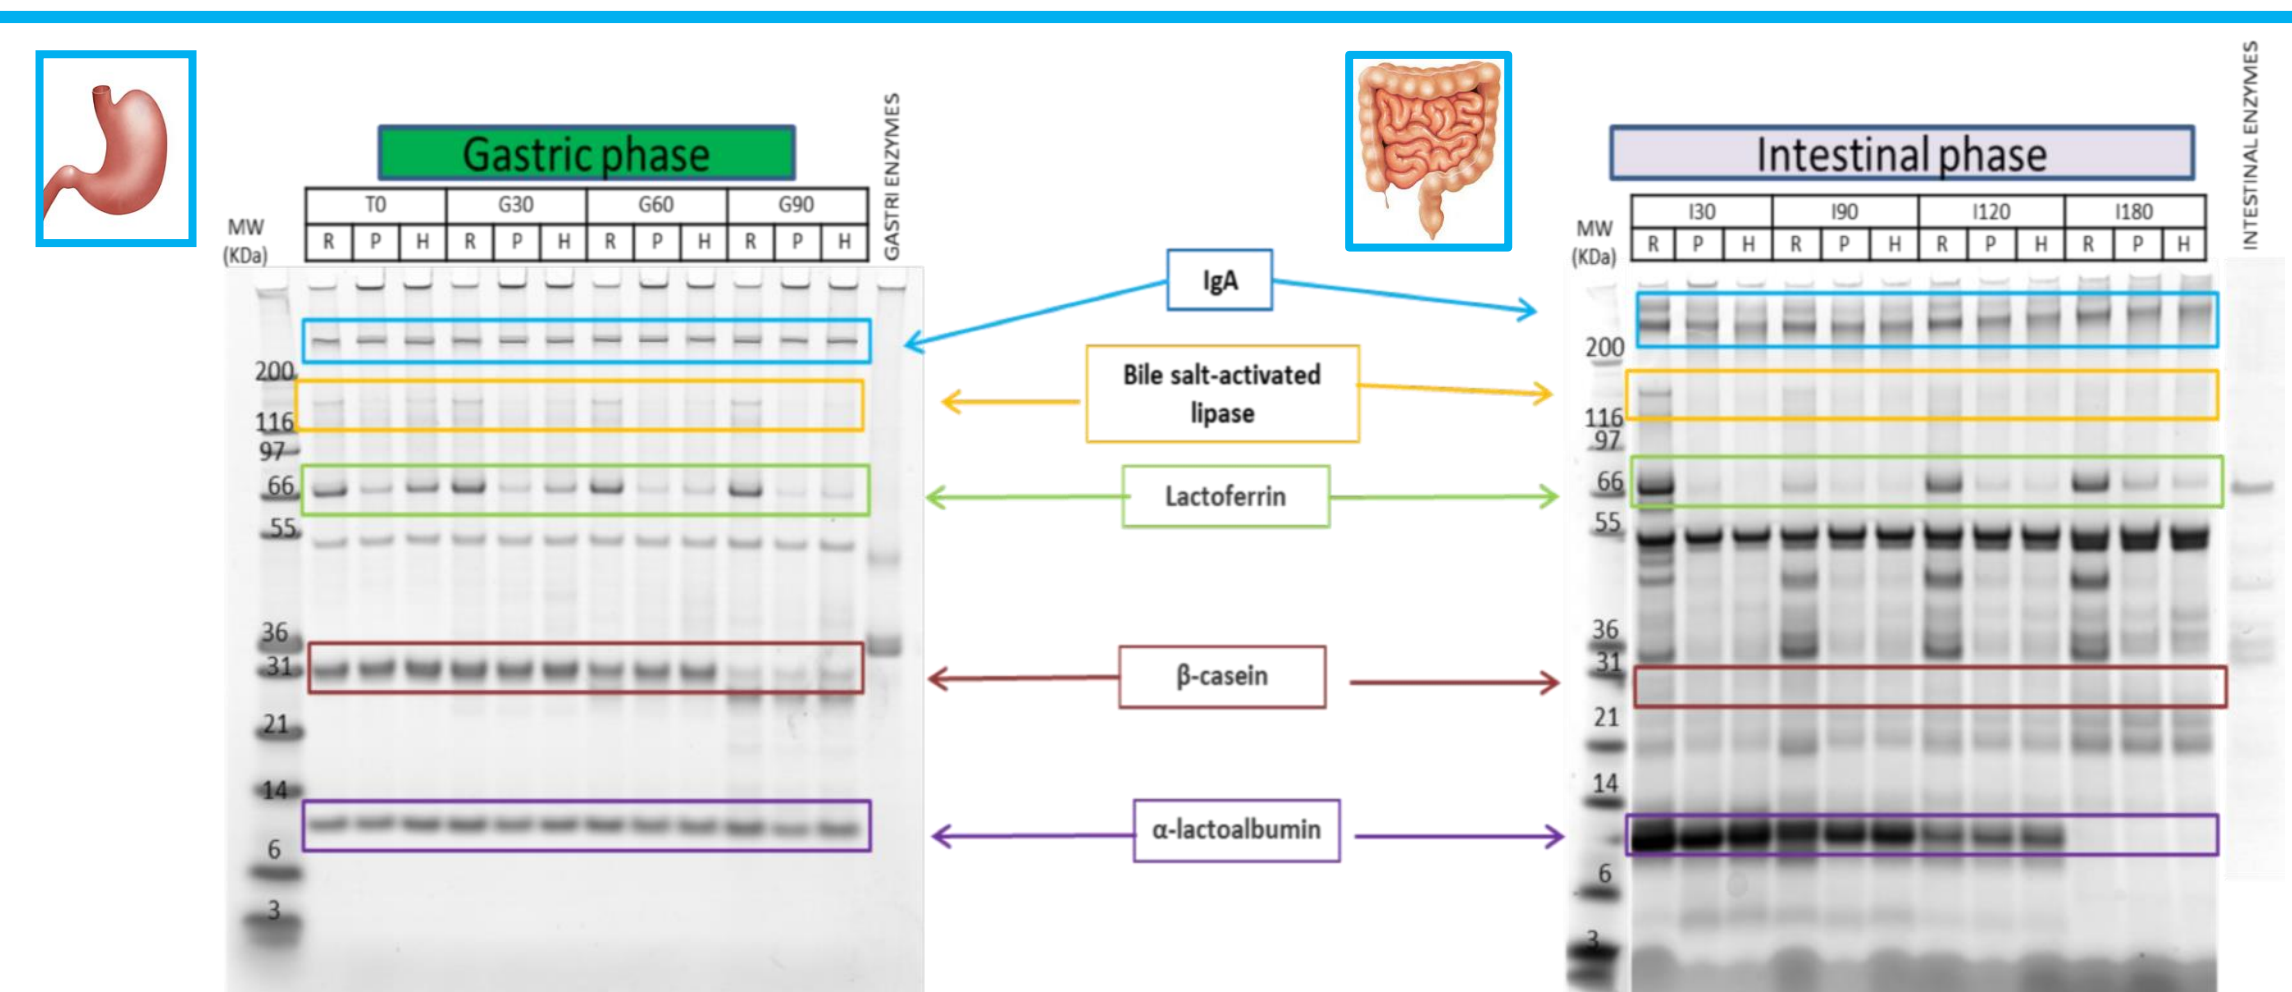 Gastric phase
GASTRI ENZYMES
T0 G30 G60 G90
MW
(KDa)
R P H R P H R P H R P H
200
116
97
66
55
36
31
21
14
6
3
IgA
Bile salt-activated
lipase
Lactoferrin
β-casein
α-lactoalbumin
Intestinal phase
INTESTINAL ENZYMES
I30 I90 I120 I180
MW
(KDa)
R P H R P H R P H R P H
200
116
97
66
55
36
31
21
14
6
3